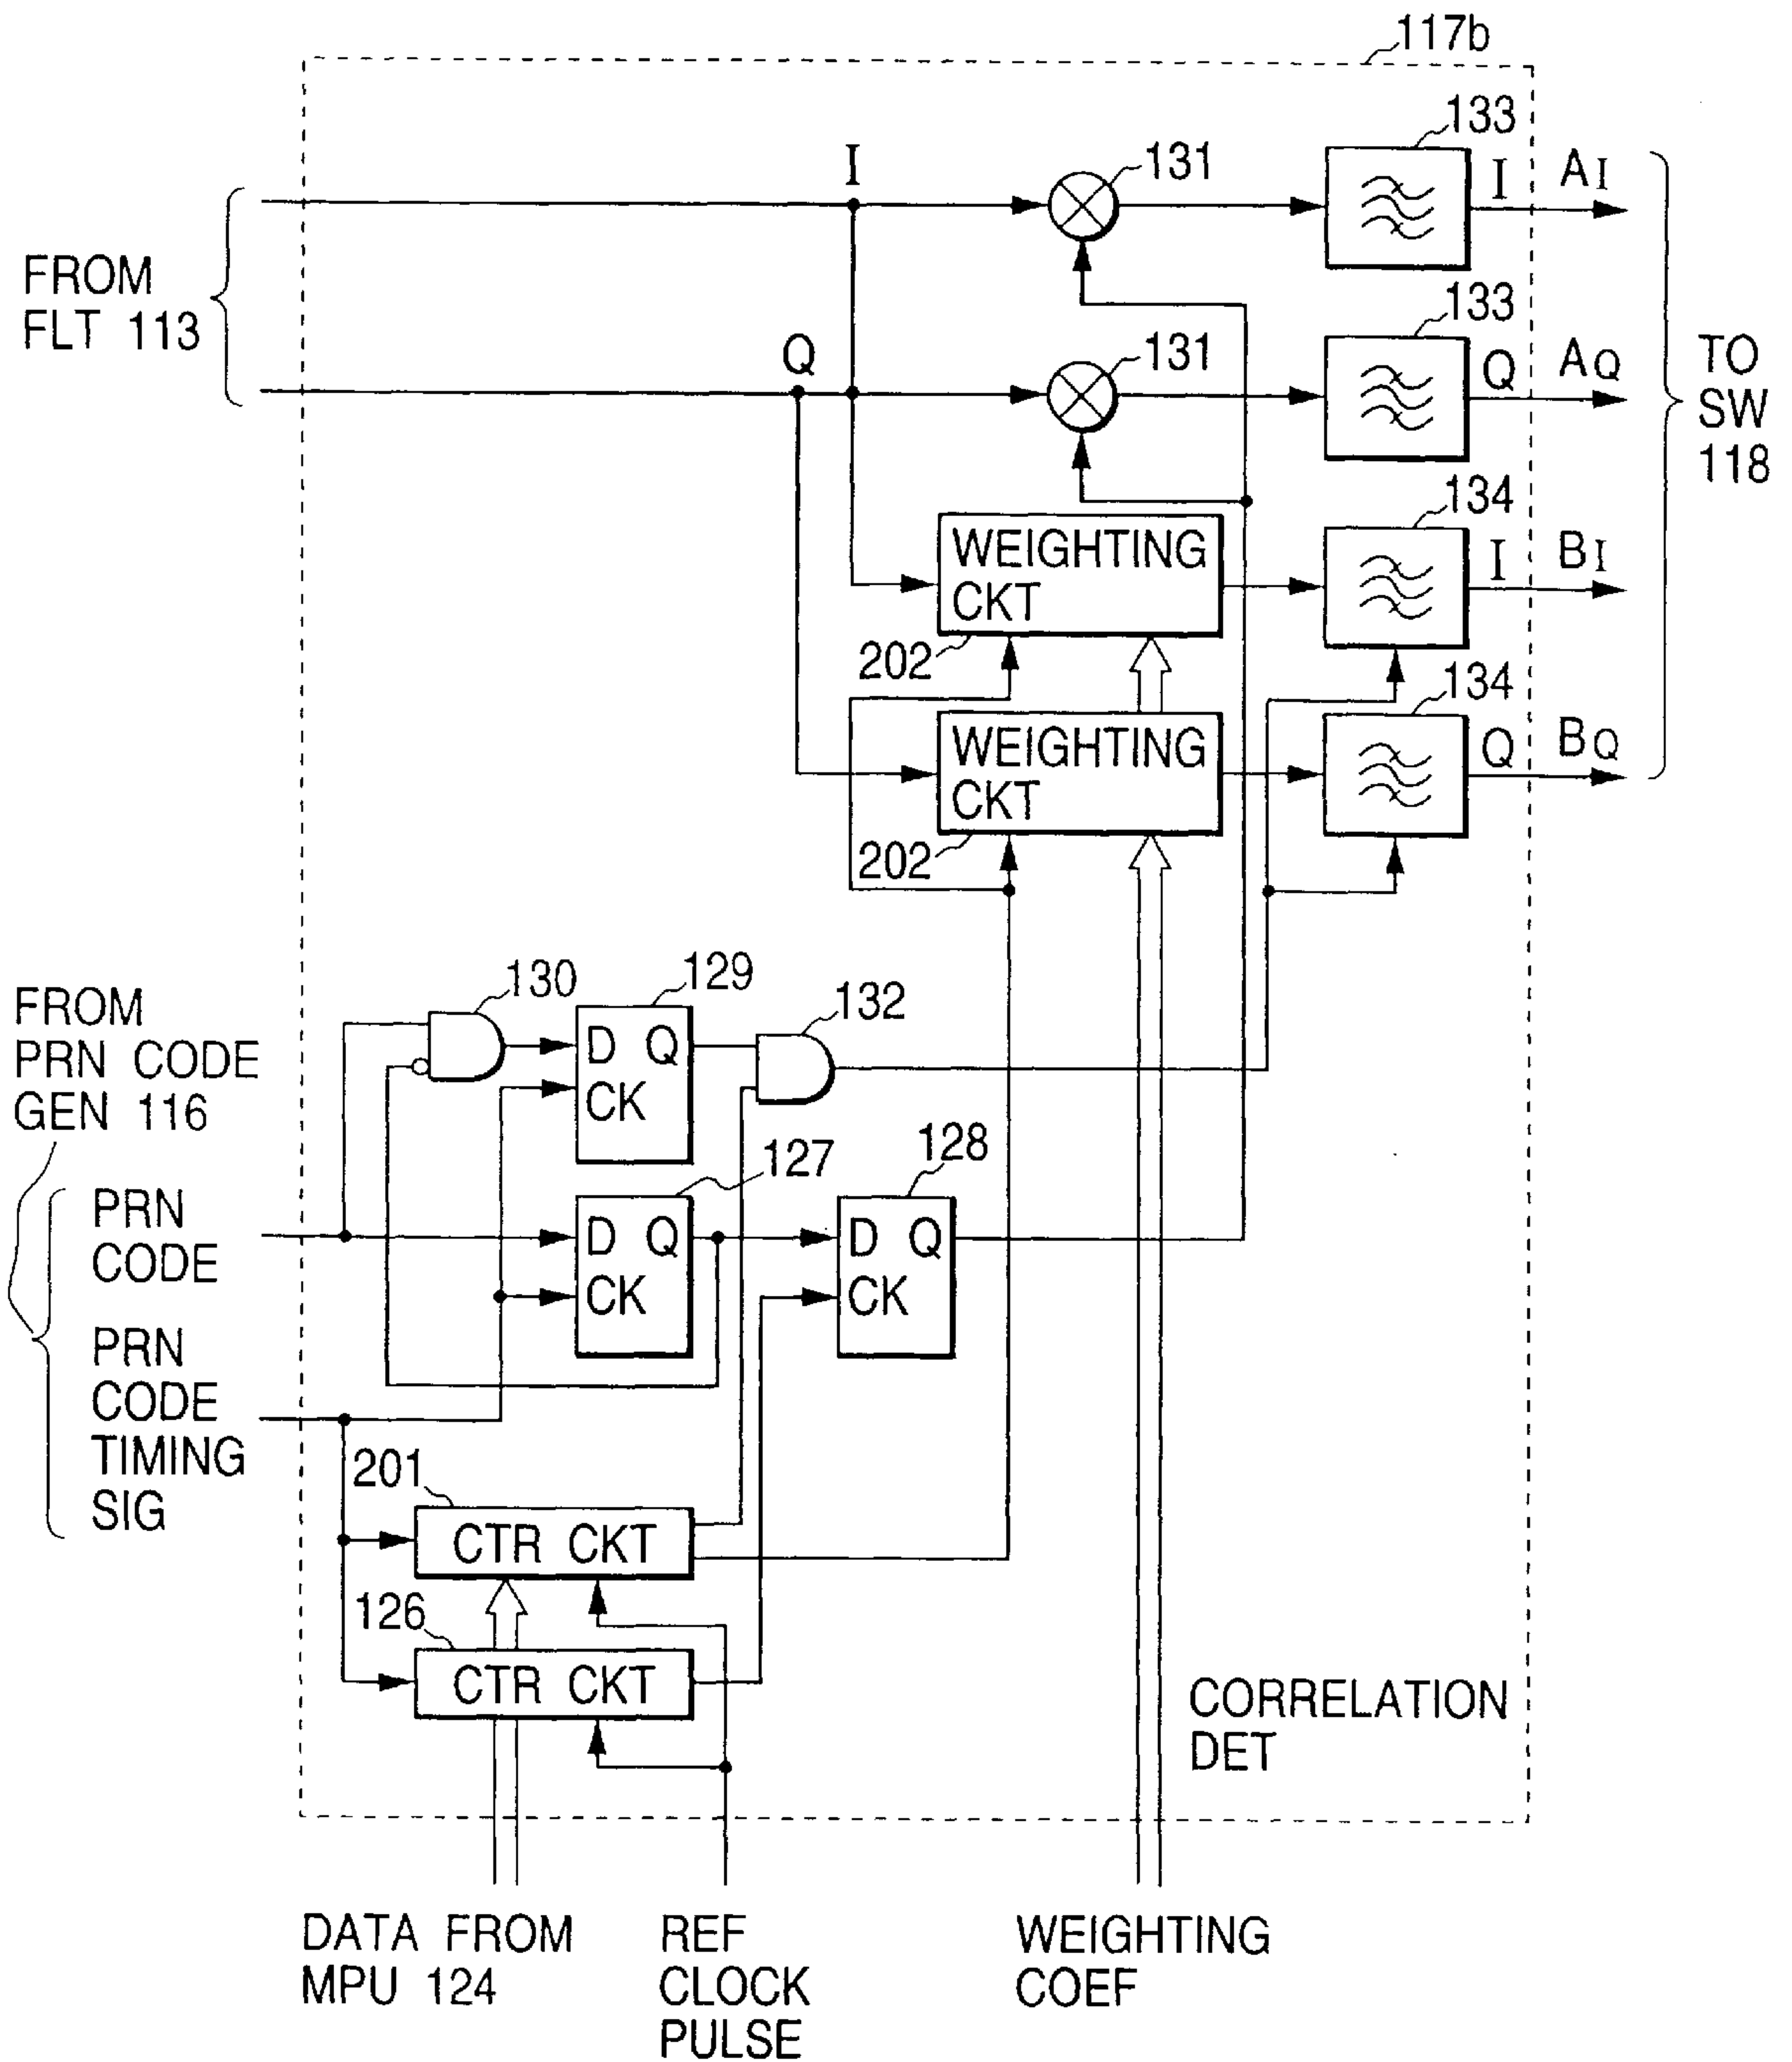 117b
133
I
131
I
AI
FROM
FLT 113
133
Q
131
Q
AQ
TO
SW
118
134
WEIGHTING
CKT
I
BI
202
134
WEIGHTING
CKT
Q
BQ
202
130
129
132
FROM
PRN CODE
GEN 116
D Q
CK
127
128
PRN
CODE
D Q
CK
D Q
CK
PRN
CODE
TIMING
SIG
201
CTR CKT
126
CTR CKT
CORRELATION
DET
DATA FROM
MPU 124
REF
CLOCK
PULSE
WEIGHTING
COEF